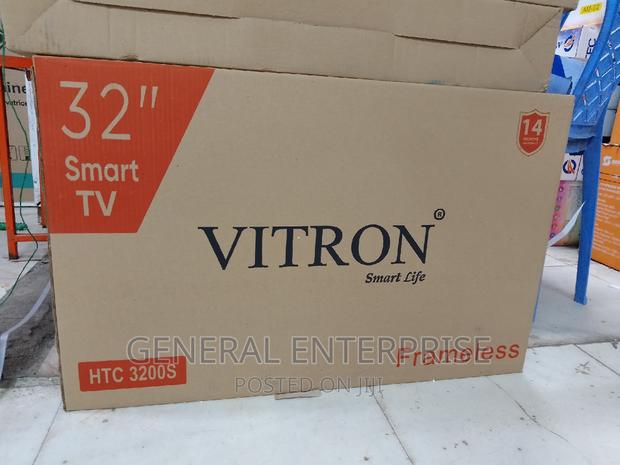 32"
Smart
TV
14
VITRON®
Smart Life
GENERAL ENTERPRISE
Frameless
HTC 3200S
POSTED ON JIJI